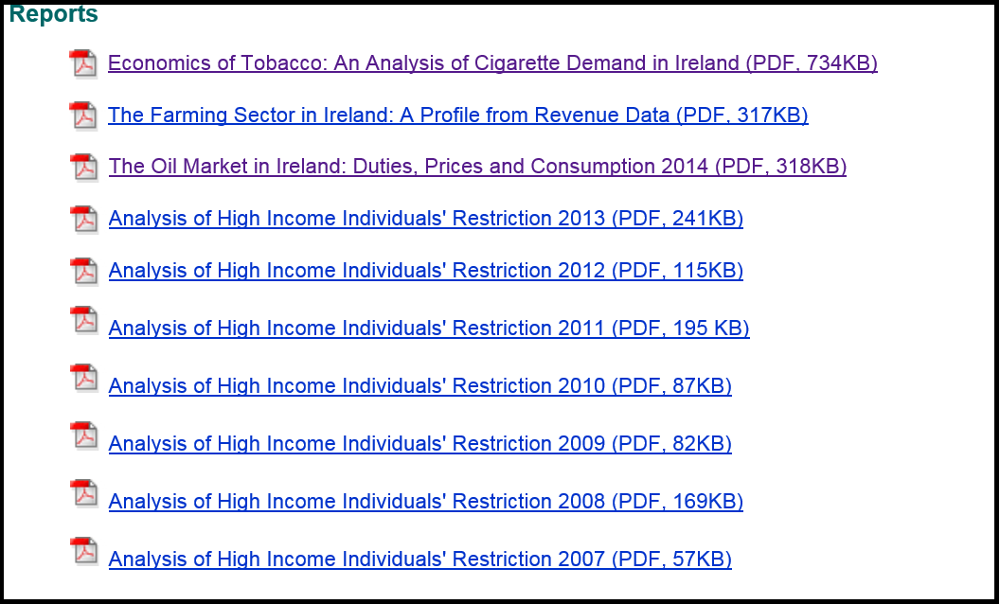 Reports
Economics of Tobacco: An Analysis of Cigarette Demand in Ireland (PDF, 734KB)
The Farming Sector in Ireland: A Profile from Revenue Data (PDF, 317KB)
The Oil Market in Ireland: Duties, Prices and Consumption 2014 (PDF, 318KB)
Analysis of High Income Individuals' Restriction 2013 (PDF, 241KB)
Analysis of High Income Individuals' Restriction 2012 (PDF, 115KB)
Analysis of High Income Individuals' Restriction 2011 (PDF, 195 KB)
Analysis of High Income Individuals' Restriction 2010 (PDF, 87KB)
Analysis of High Income Individuals' Restriction 2009 (PDF, 82KB)
Analysis of High Income Individuals' Restriction 2008 (PDF, 169KB)
Analysis of High Income Individuals' Restriction 2007 (PDF, 57KB)